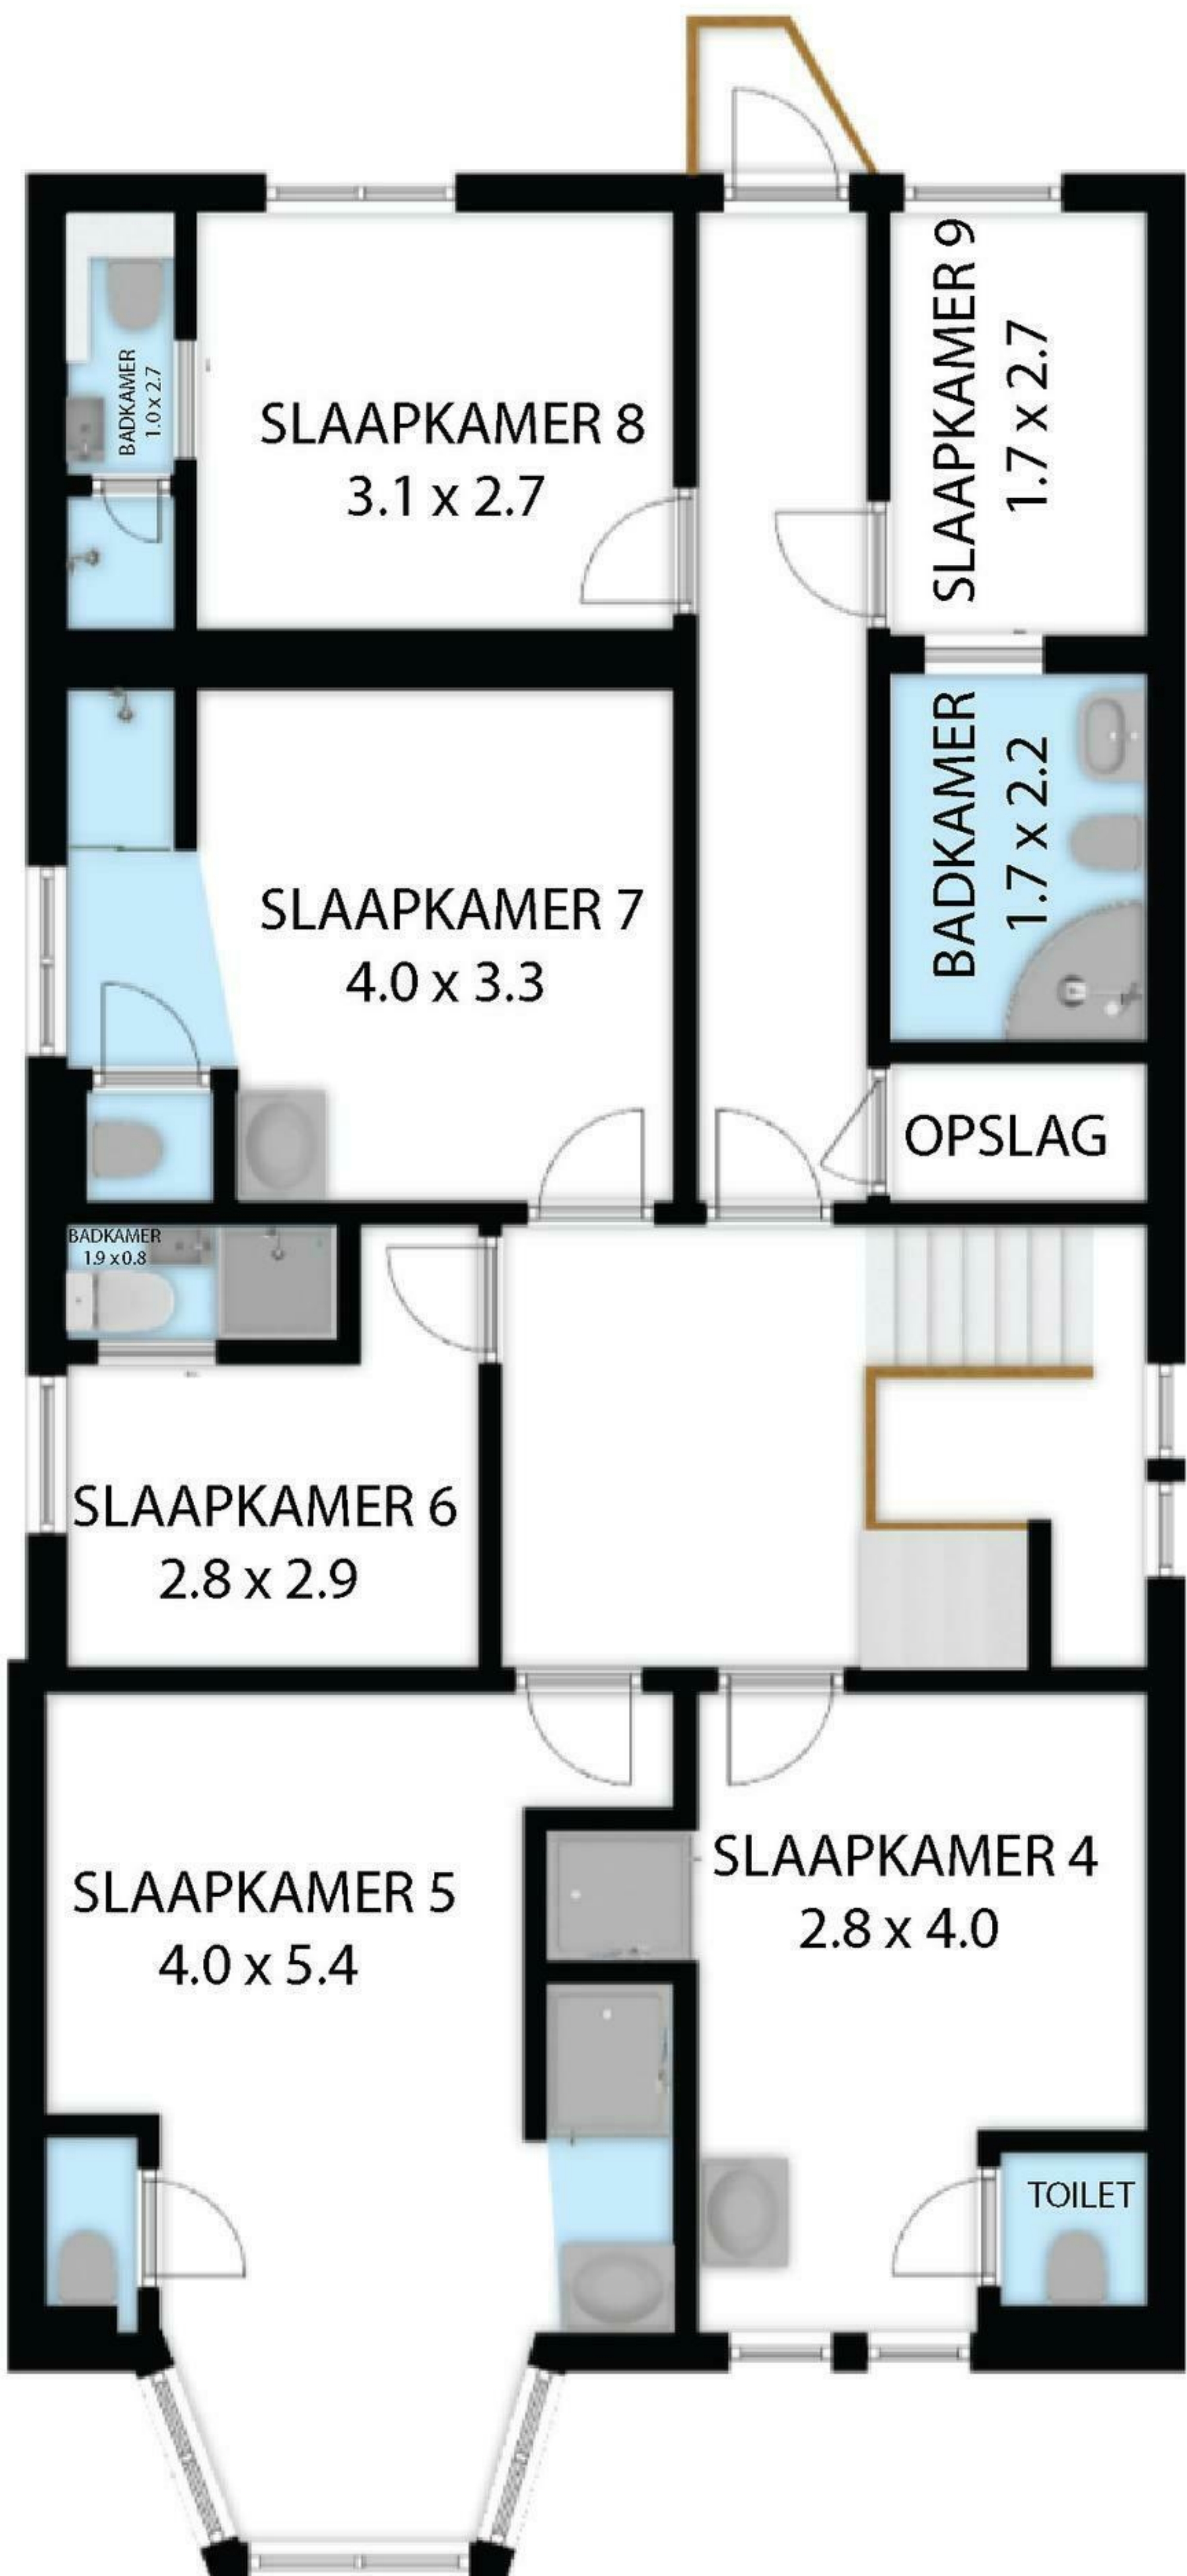 SLAAPKAMER 9
1.7 x 2.7
BADKAMER
1.0 x 2.7
SLAAPKAMER 8
3.1 x 2.7
BADKAMER
1.7 x 2.2
SLAAPKAMER 7
4.0 x 3.3
OPSLAG
BADKAMER
1.9 x 0.8
SLAAPKAMER 6
2.8 x 2.9
SLAAPKAMER 4
2.8 x 4.0
SLAAPKAMER 5
4.0 x 5.4
TOILET